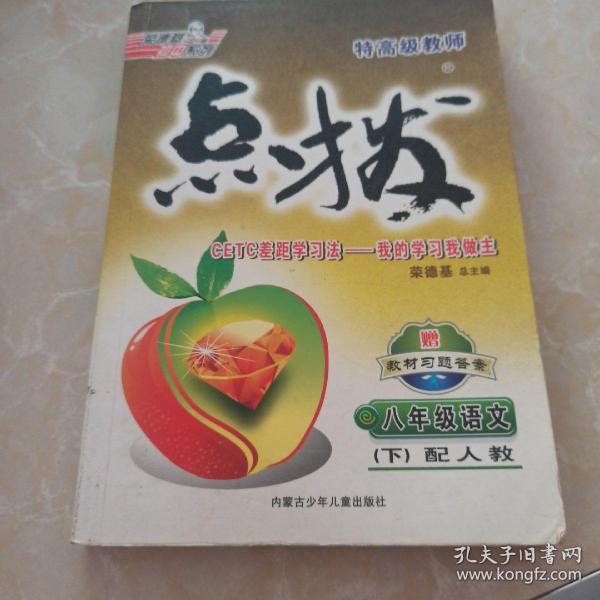 荣德基
特高级教师
®
点拨
CETC差距学习法——我的学习我做主
荣德基 总主编
赠
教材习题答案
八年级语文
(下)配人教
内蒙古少年儿童出版社
孔夫子旧书网
www.kongfz.com